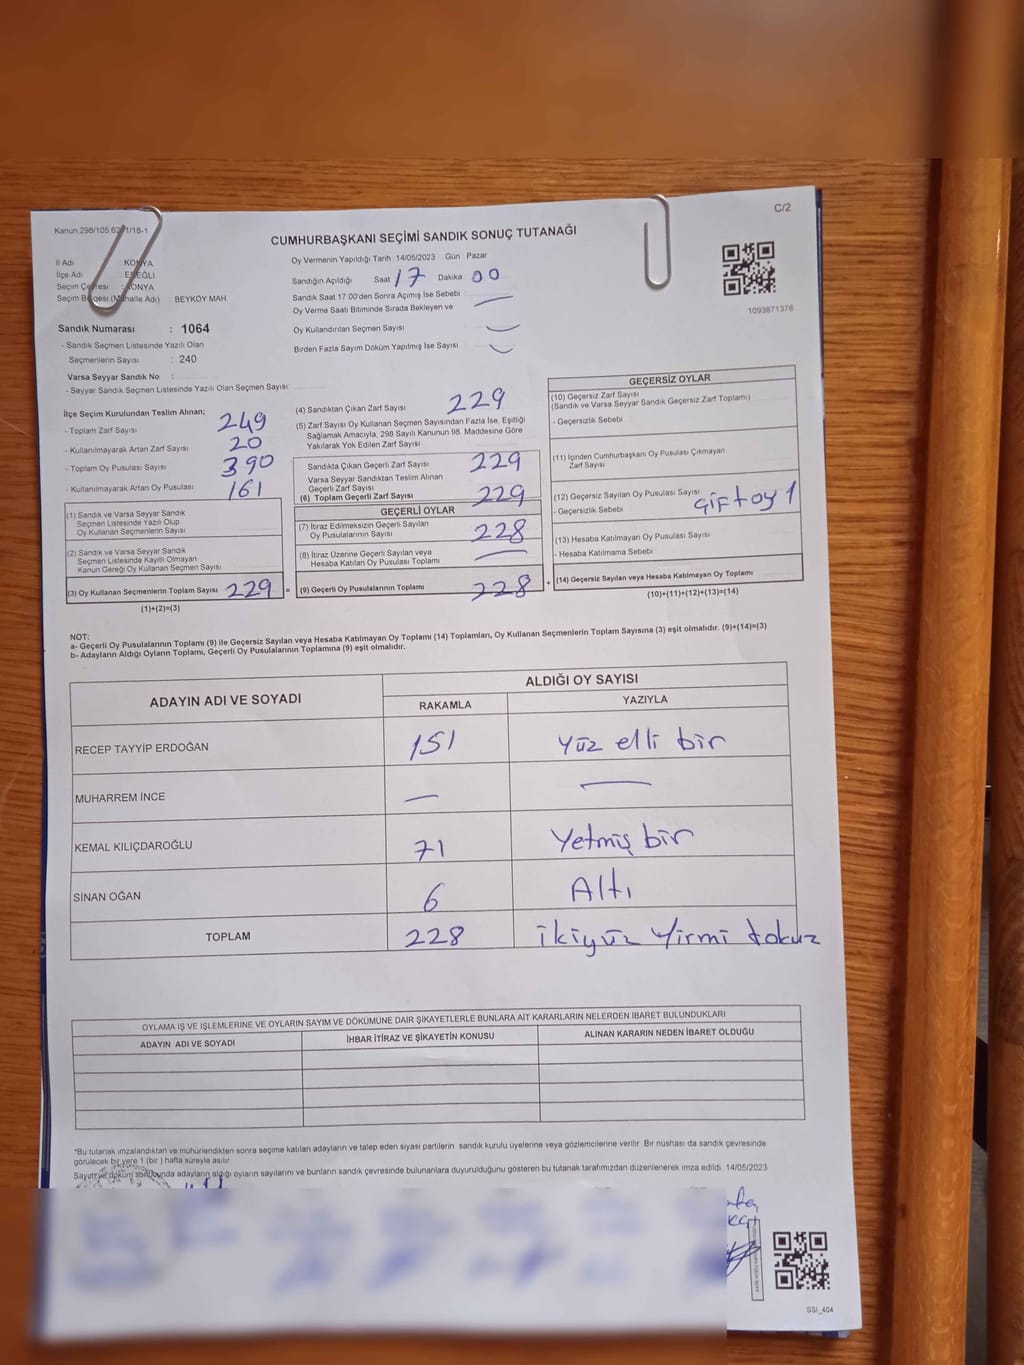 C/2
Kanun:298/105:62 1/18-1
CUMHURBAŞKANI SEÇİMİ SANDIK SONUÇ TUTANAĞI
1093871378
İl Adı : KONYA
İlçe Adı : EREĞLİ
Seçim Çevresi : KONYA
Seçim Bölgesi (Mahalle Adı) : BEYKÖY MAH.
Sandık Numarası : 1064
- Sandık Seçmen Listesinde Yazılı Olan
Seçmenlerin Sayısı : 240
Varsa Seyyar Sandık No :
- Seyyar Sandık Listesinde Yazılı Olan Seçmen Sayısı:
Oy Vermenin Yapıldığı Tarih :14/05/2023 Gün Pazar
Sandığın Açıldığı Saat 17 Dakika 00
Sandık Saat 17.00'den Sonra Açımış İse Sebebi
Oy Verme Saati Bitiminde Sırada Bekleyen ve —
Oy Kullandırılan Seçmen Sayısı —
Birden Fazla Sayım Döküm Yapılmış İse Sayısı —
İlçe Seçim Kurulundan Teslim Alınan;
- Toplam Zarf Sayısı 249
- Kullanılmayarak Artan Zarf Sayısı 20
- Toplam Oy Pusulası Sayısı 390
- Kullanılmayarak Artan Oy Pusulası 161
(1) Sandık ve Varsa Seyyar Sandık
Seçmen Listesinde Yazılı Olup
Oy Kullanan Seçmenlerin Sayısı
(2) Sandık ve Varsa Seyyar Sandık
Seçmen Listesinde Kayıtlı Olmayan
Kanun Gereği Oy Kullanan Seçmenlerin Sayısı
(3) Oy Kullanan Seçmenlerin Toplam Sayısı 229 =
(1)+(2)=(3)
(4) Sandıktan Çıkan Zarf Sayısı 229
(5) Zarf Sayısı Oy Kullanan Seçmen Sayısından Fazla İse, Eşitliği
Sağlamak Amacıyla, 298 Sayılı Kanunun 98. Maddesine Göre
Yakılarak Yok Edilen Zarf Sayısı
Sandıkta Çıkan Geçerli Zarf Sayısı 229
Varsa Seyyar Sandıktan Teslim Alınan
Geçerli Zarf Sayısı
(6) Toplam Geçerli Zarf Sayısı 229
GEÇERLİ OYLAR
(7) İtiraz Edilmeksizin Geçerli Sayılan
Oy Pusulalarının Sayısı 228
(8) İtiraz Üzerine Geçerli Sayılan veya
Hesaba Katılan Oy Pusulası Toplamı —
(9) Geçerli Oy Pusulalarının Toplamı 228 +
GEÇERSİZ OYLAR
(10) Geçersiz Zarf Sayısı
(Sandık ve Varsa Seyyar Sandık Geçersiz Zarf Toplamı)
- Geçersizlik Sebebi
(11) İçinden Cumhurbaşkanı Oy Pusulası Çıkmayan
Zarf Sayısı
(12) Geçersiz Sayılan Oy Pusulası Sayısı
- Geçersizlik Sebebi Çift oy 1
(13) Hesaba Katılmayan Oy Pusulası Sayısı
- Hesaba Katılmama Sebebi
(14) Geçersiz Sayılan veya Hesaba Katılmayan Oy Toplamı
(10)+(11)+(12)+(13)=(14)
NOT:
a- Geçerli Oy Pusulalarının Toplamı (9) ile Geçersiz Sayılan veya Hesaba Katılmayan Oy Toplamı (14) Toplamları, Oy Kullanan Seçmenlerin Toplam Sayısına (3) eşit olmalıdır. (9)+(14)=(3)
b- Adayların Aldığı Oyların Toplamı, Geçerli Oy Pusulalarının Toplamına (9) eşit olmalıdır.
ADAYIN ADI VE SOYADI
ALDIĞI OY SAYISI
RAKAMLA YAZIYLA
RECEP TAYYİP ERDOĞAN 151 Yüz elli bir
MUHARREM İNCE — —
KEMAL KILIÇDAROĞLU 71 Yetmiş bir
SİNAN OĞAN 6 Altı
TOPLAM 228 ikiyüz Yirmi dokuz
OYLAMA İŞ VE İŞLEMLERİNE VE OYLARIN SAYIM VE DÖKÜMÜNE DAİR ŞİKAYETLERLE BUNLARA AİT KARARLARIN NELERDEN İBARET BULUNDUKLARI
ADAYIN ADI VE SOYADI İHBAR İTİRAZ VE ŞİKAYETİN KONUSU ALINAN KARARIN NEDEN İBARET OLDUĞU
*Bu tutanak imzalandıktan ve mühürlendikten sonra seçime katılan adayların ve talep eden siyasi partilerin sandık kurulu üyelerine veya gözlemcilerine verilir. Bir nüshası da sandık çevresinde
görülecek bir yere 1 (bir ) hafta süreyle asılır.
Sayım ve döküm sonucunda adayların aldığı oyların sayılarını ve bunların sandık çevresinde bulunanlara duyurulduğunu gösteren bu tutanak tarafımızdan düzenlenerek imza edildi. 14/05/2023
SSI_404